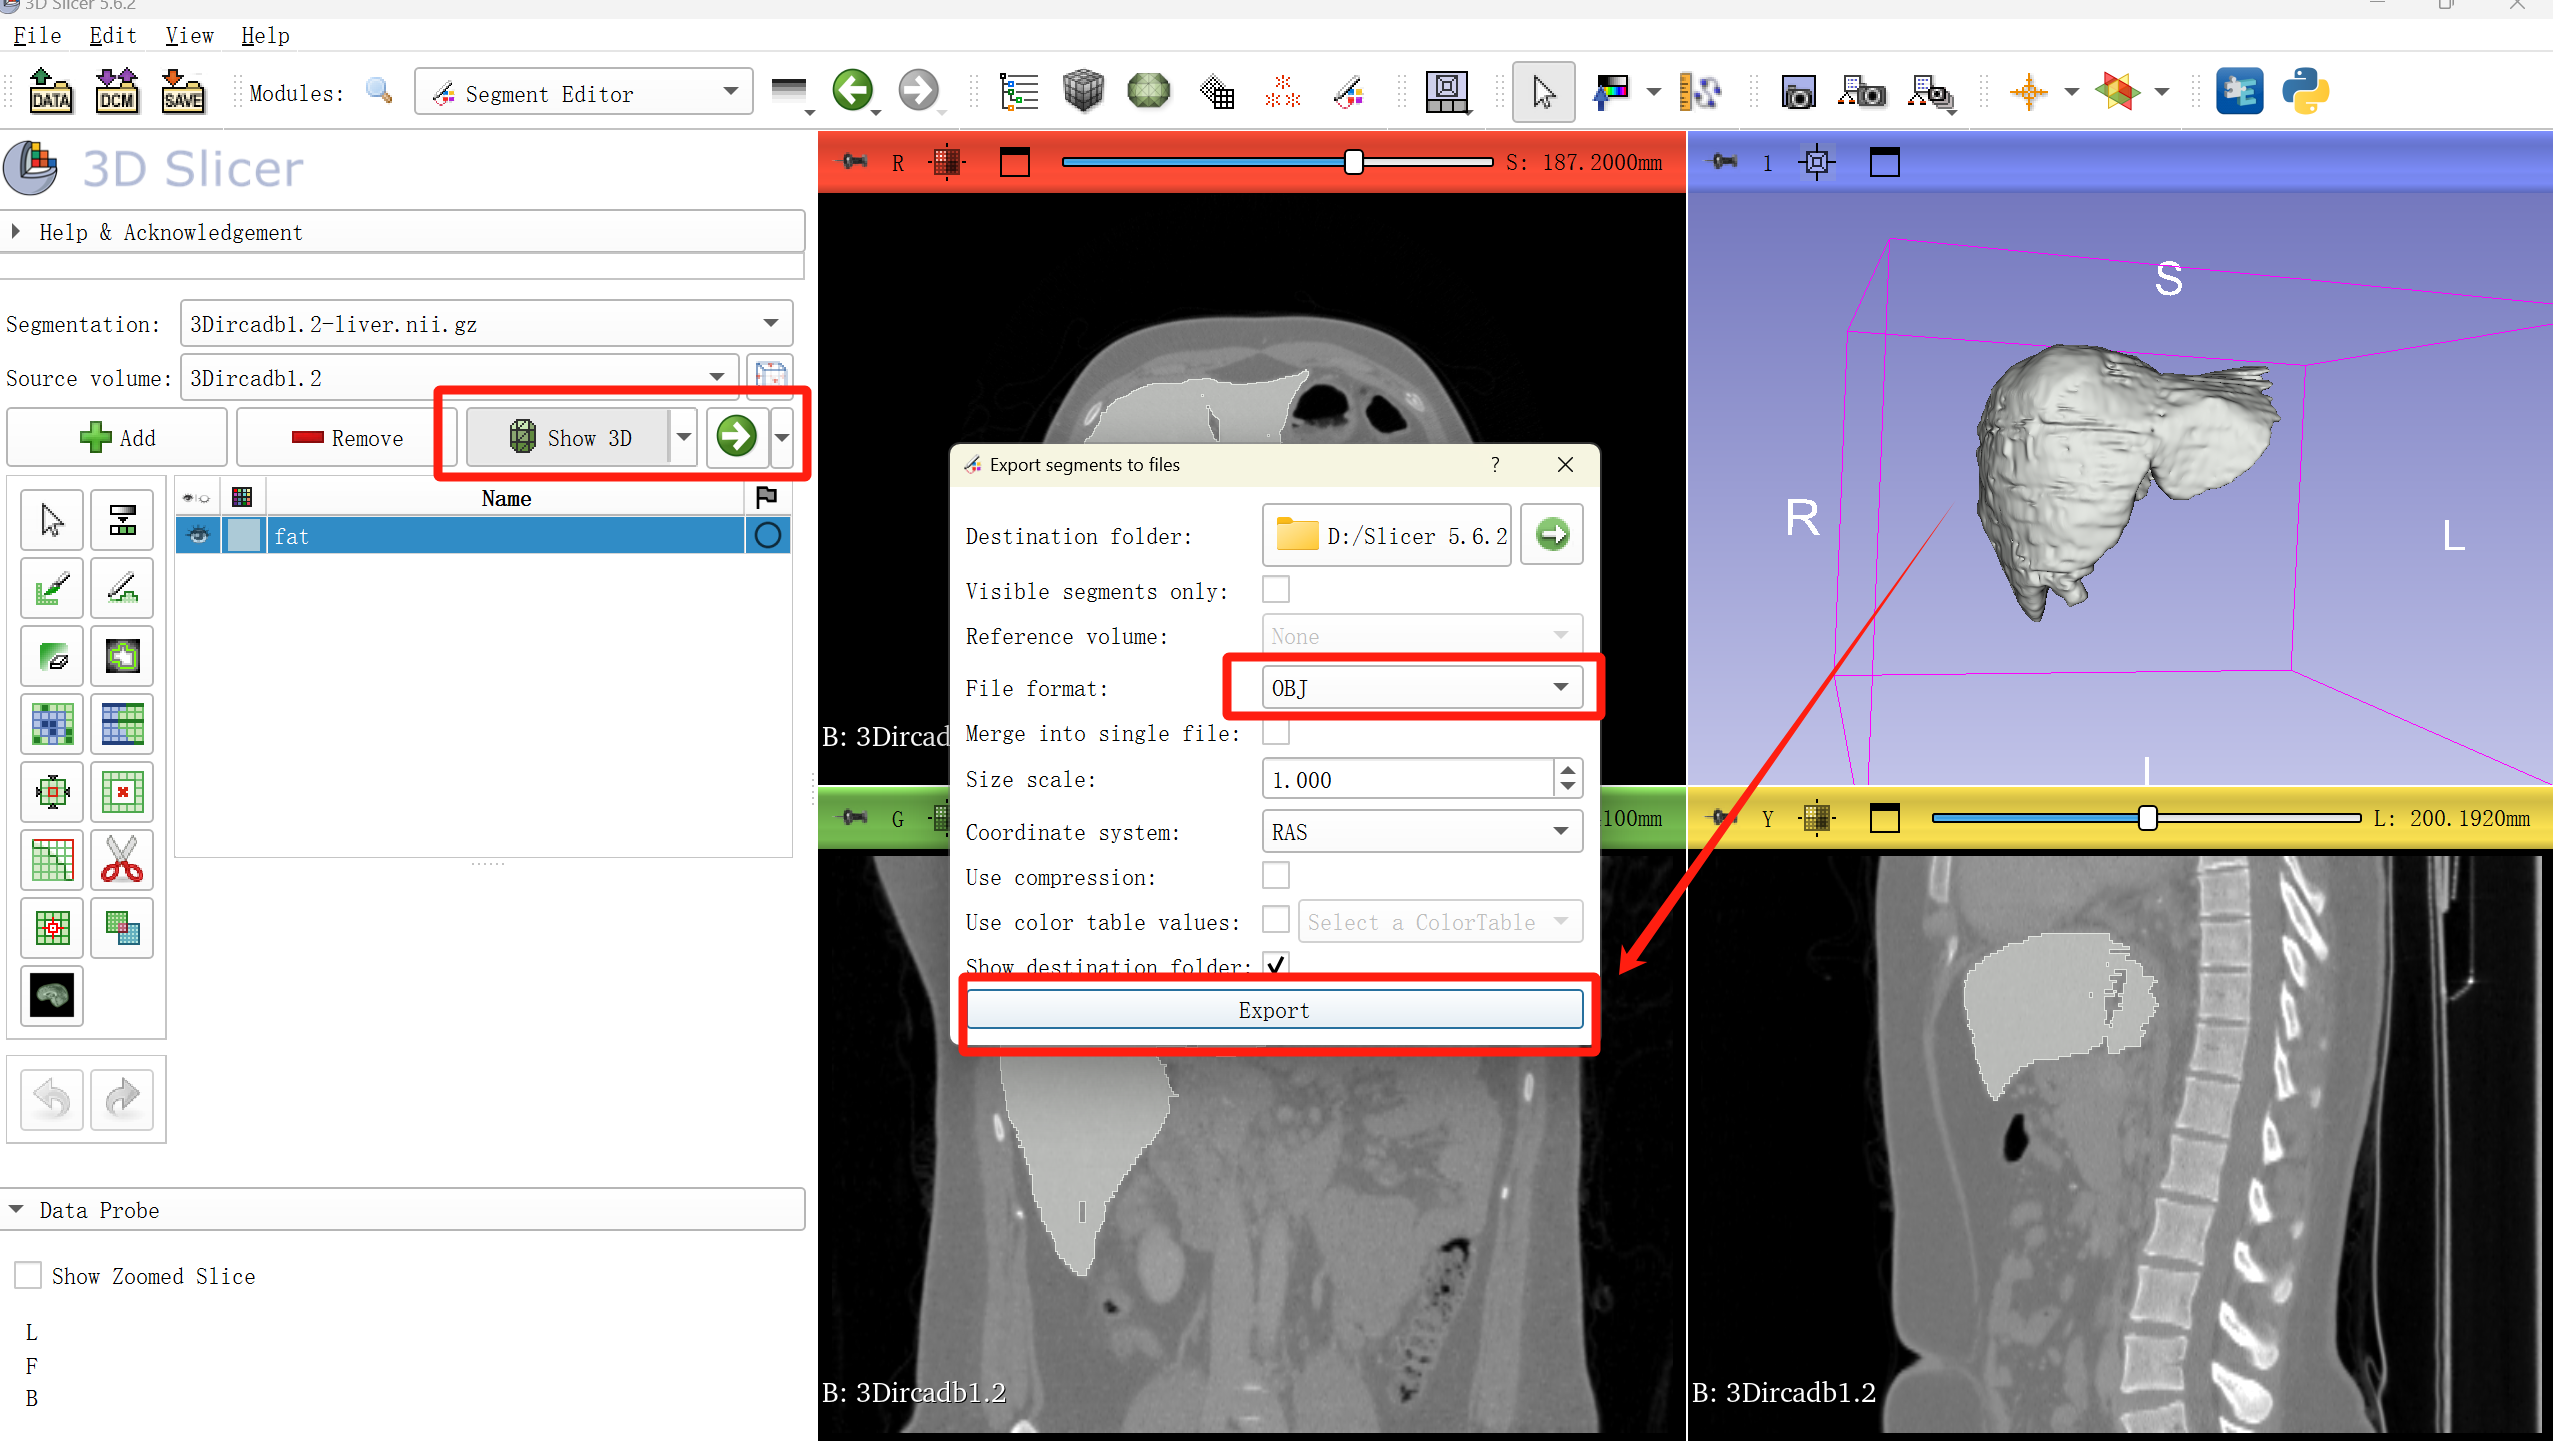 3D Slicer 5.6.2
File Edit View Help
DATA DCM SAVE Modules: Segment Editor
3D Slicer
Help & Acknowledgement
Segmentation: 3Dircadb1.2-liver.nii.gz
Source volume: 3Dircadb1.2
Add Remove Show 3D
Name
fat
Data Probe
Show Zoomed Slice
L
F
B
R S: 187.2000mm
B: 3Dircad
1
S
R
L
I
Export segments to files ?
Destination folder: D:/Slicer 5.6.2
Visible segments only:
Reference volume: None
File format: OBJ
Merge into single file:
Size scale: 1.000
Coordinate system: RAS
Use compression:
Use color table values: Select a ColorTable
Show destination folder:
Export
G 100mm
B: 3Dircadb1.2
Y L: 200.1920mm
B: 3Dircadb1.2